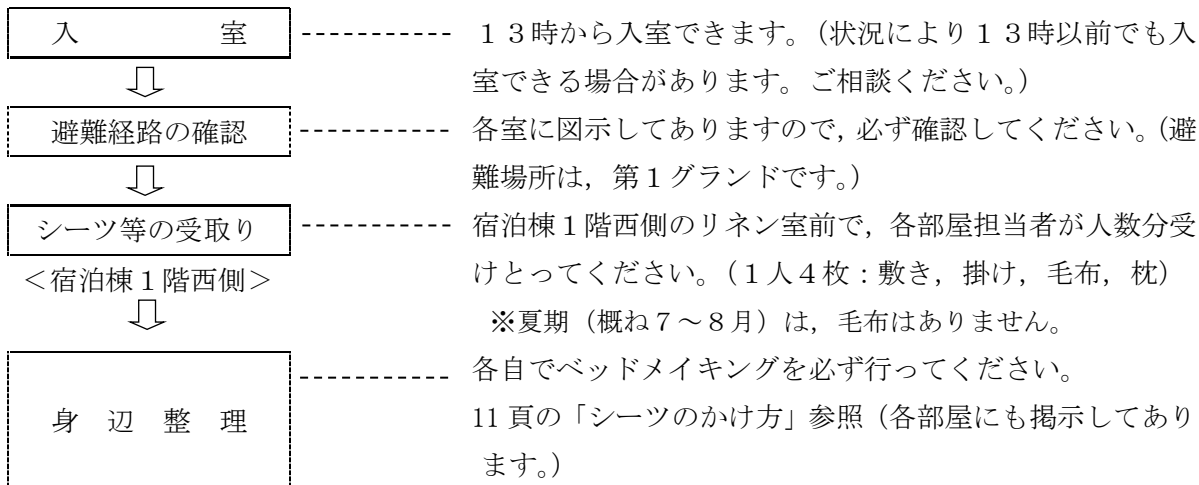 入　　　　室　----------- １３時から入室できます。（状況により１３時以前でも入
室できる場合があります。ご相談ください。）
避難経路の確認　----------- 各室に図示してありますので，必ず確認してください。（避
難場所は，第１グランドです。）
シーツ等の受取り　----------- 宿泊棟１階西側のリネン室前で，各部屋担当者が人数分受
＜宿泊棟１階西側＞　けとってください。（１人４枚：敷き，掛け，毛布，枕）
※夏期（概ね７～８月）は，毛布はありません。
----------- 各自でベッドメイキングを必ず行ってください。
身　辺　整　理　11 頁の「シーツのかけ方」参照（各部屋にも掲示してあり
ます。）